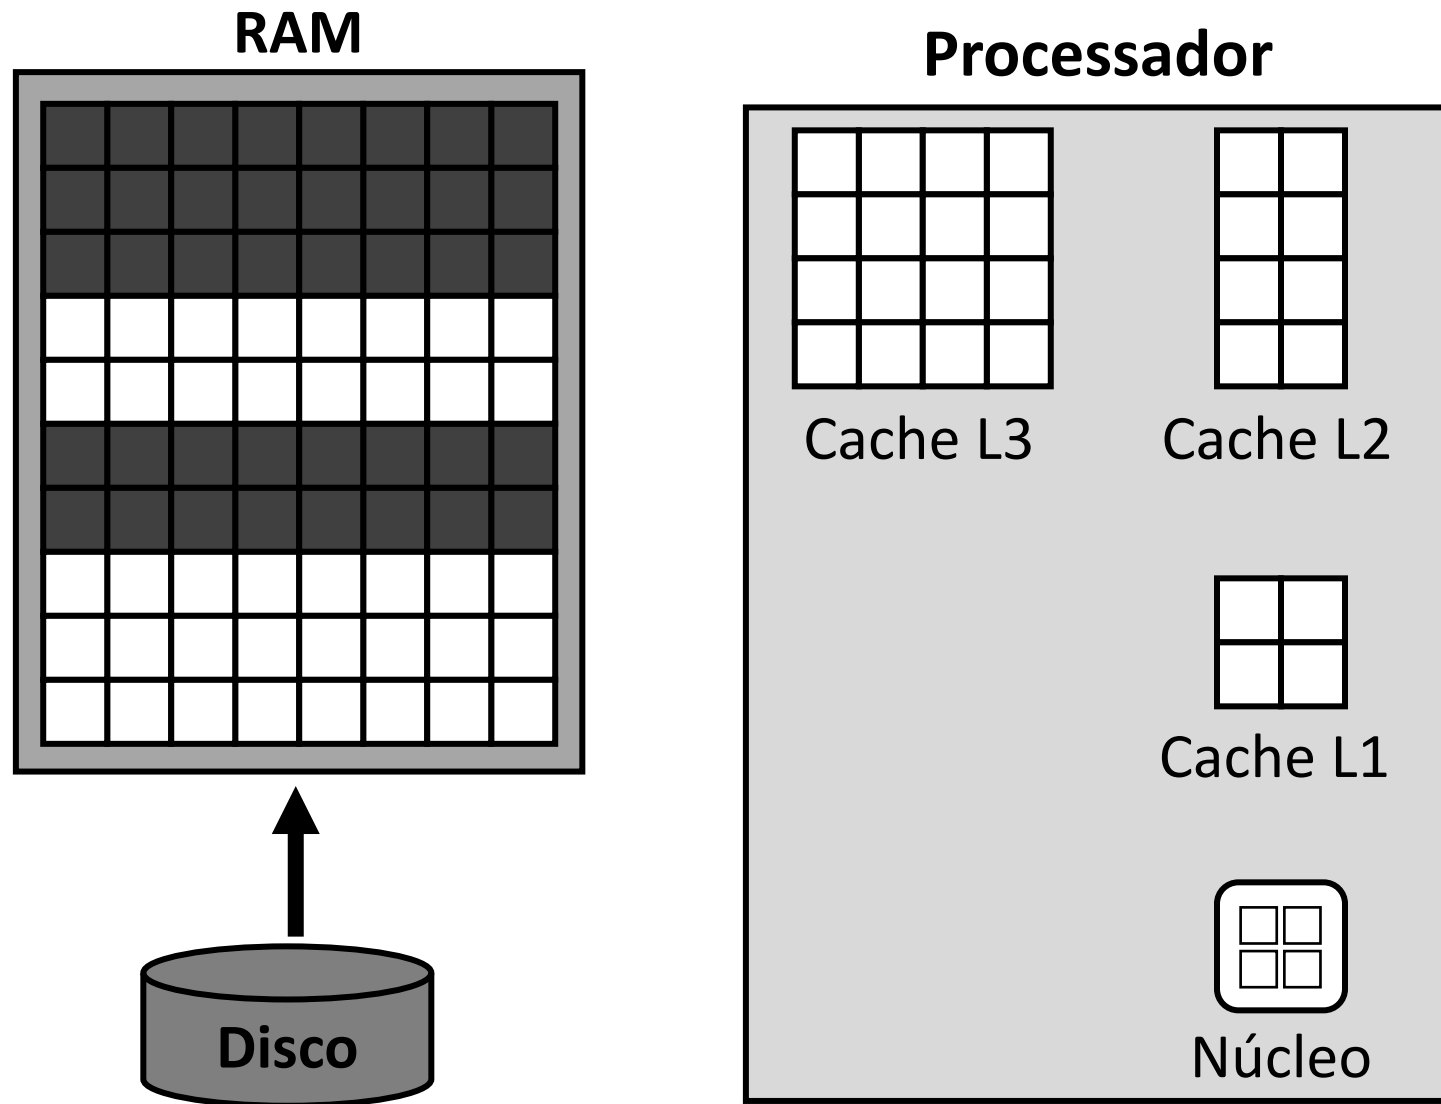 RAM
Processador
Cache L3
Cache L2
Cache L1
Disco
Núcleo